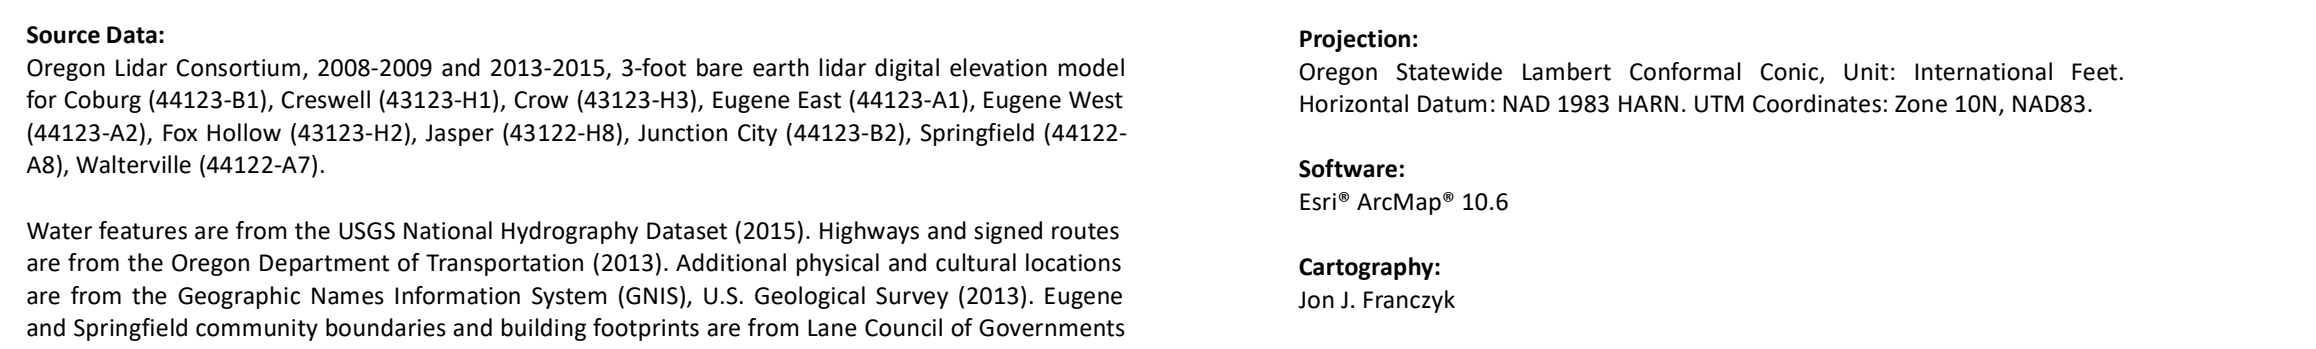 Source Data:
Oregon Lidar Consortium, 2008-2009 and 2013-2015, 3-foot bare earth lidar digital elevation model
for Coburg (44123-B1), Creswell (43123-H1), Crow (43123-H3), Eugene East (44123-A1), Eugene West
(44123-A2), Fox Hollow (43123-H2), Jasper (43122-H8), Junction City (44123-B2), Springfield (44122-
A8), Walterville (44122-A7).
Water features are from the USGS National Hydrography Dataset (2015). Highways and signed routes
are from the Oregon Department of Transportation (2013). Additional physical and cultural locations
are from the Geographic Names Information System (GNIS), U.S. Geological Survey (2013). Eugene
and Springfield community boundaries and building footprints are from Lane Council of Governments
Projection:
Oregon Statewide Lambert Conformal Conic, Unit: International Feet.
Horizontal Datum: NAD 1983 HARN. UTM Coordinates: Zone 10N, NAD83.
Software:
Esri® ArcMap® 10.6
Cartography:
Jon J. Franczyk